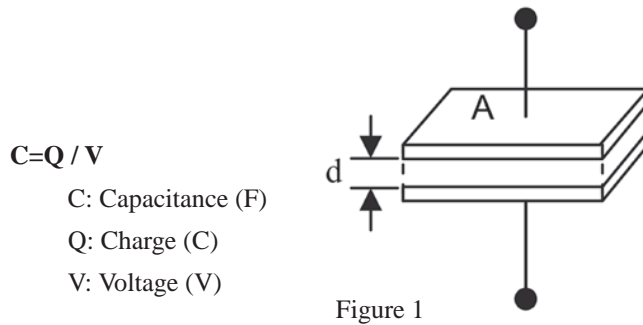 C=Q / V
C: Capacitance (F)
Q: Charge (C)
V: Voltage (V)
A
d
Figure 1